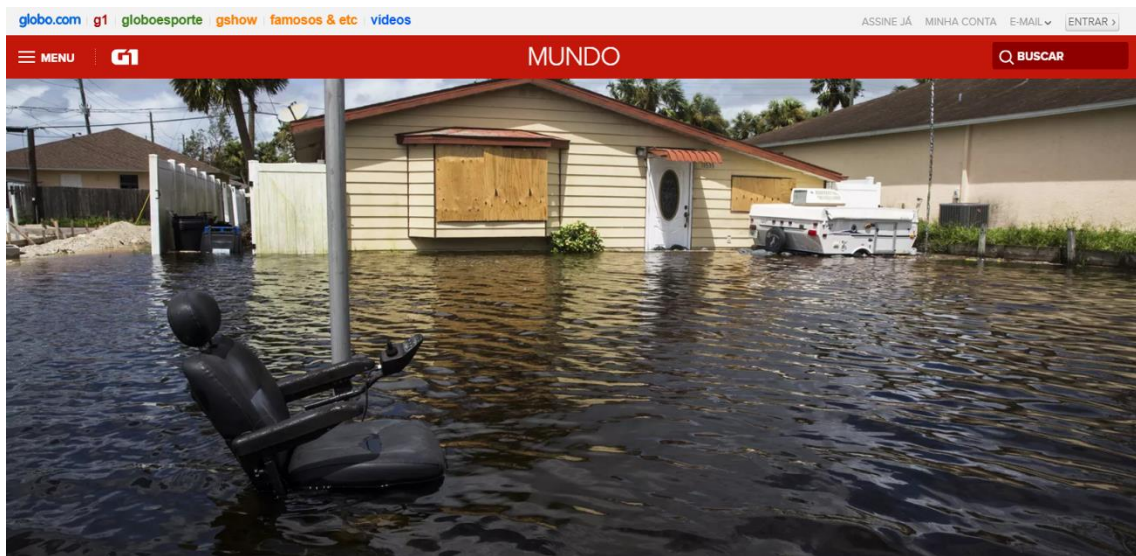 globo.com g1 globoesporte gshow famosos & etc vídeos ASSINE JÁ MINHA CONTA E-MAIL ENTRAR >
MENU G1 MUNDO BUSCAR